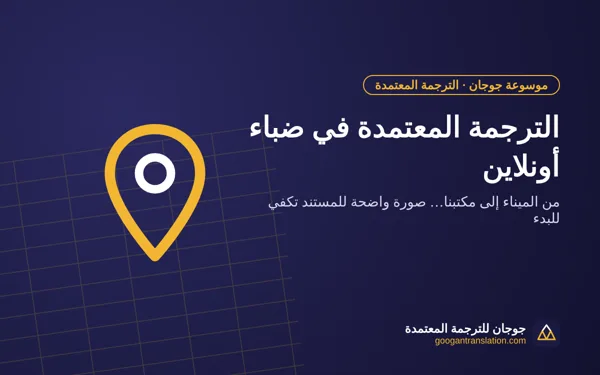 موسوعة جوجان · الترجمة المعتمدة
الترجمة المعتمدة في ضباء
أونلاين
من الميناء إلى مكتبنا… صورة واضحة للمستند تكفي
للبدء
جوجان للترجمة المعتمدة
googantranslation.com